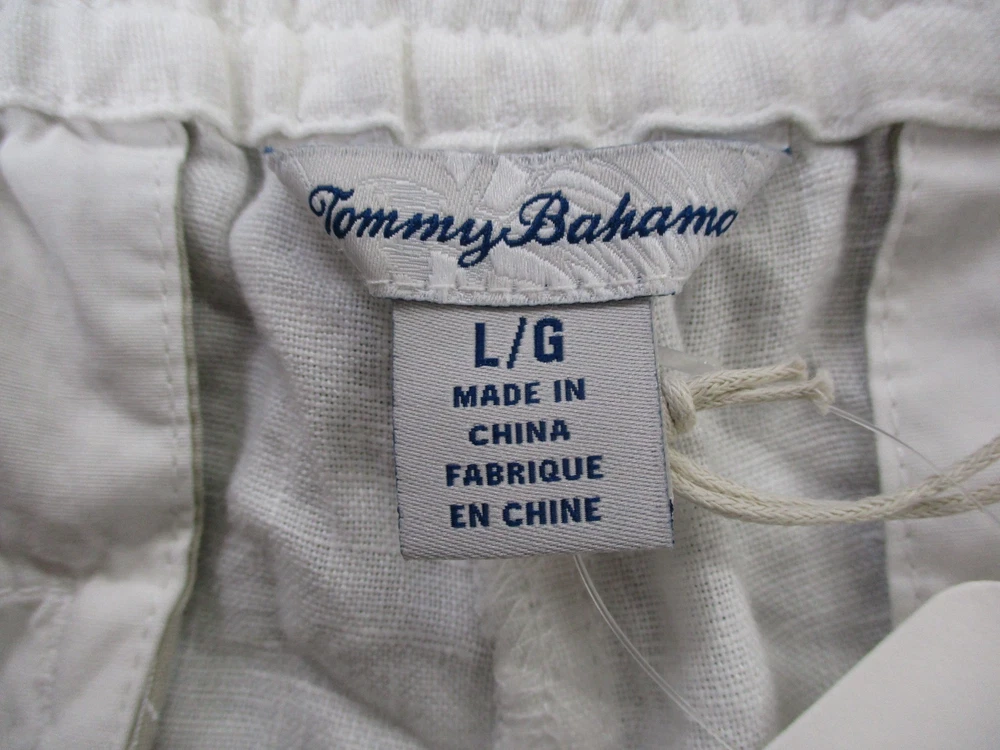 Tommy Bahama
L/G
MADE IN
CHINA
FABRIQUE
EN CHINE